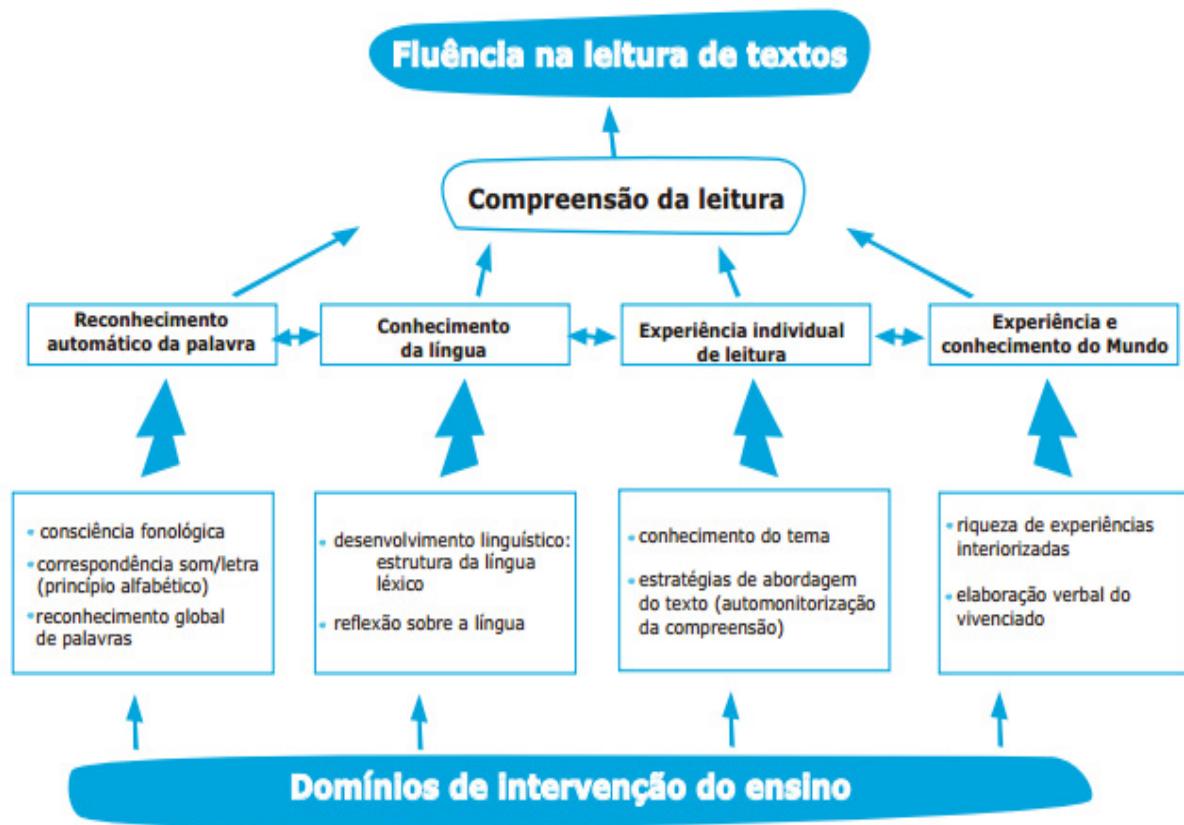 Fluência na leitura de textos
Compreensão da leitura
Reconhecimento
automático da palavra
Conhecimento
da língua
Experiência individual
de leitura
Experiência e
conhecimento do Mundo
• consciência fonológica
• correspondência som/letra
(princípio alfabético)
• reconhecimento global
de palavras
• desenvolvimento linguístico:
estrutura da língua
léxico
• reflexão sobre a língua
• conhecimento do tema
• estratégias de abordagem
do texto (automonitorização
da compreensão)
• riqueza de experiências
interiorizadas
• elaboração verbal do
vivenciado
Domínios de intervenção do ensino